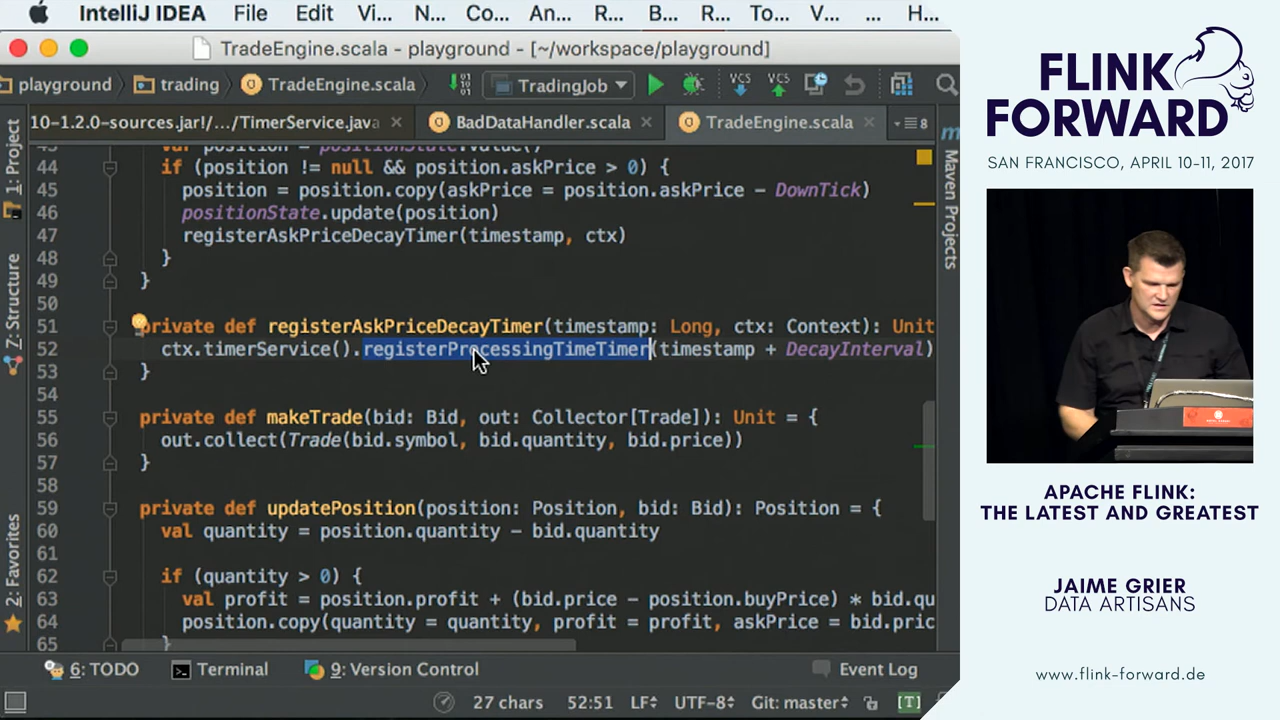 IntelliJ IDEA File Edit Vi... N... Co... An... R... B... R... To... V... ... H...
TradeEngine.scala - playground - [~/workspace/playground]
playground trading TradeEngine.scala TradingJob VCS VCS
10-1.2.0-sources.jar!/.../TimerService.java BadDataHandler.scala TradeEngine.scala 8
1: Project
Z: Structure
2: Favorites
Maven Projects
44 if (position != null && position.askPrice > 0) {
45 position = position.copy(askPrice = position.askPrice - DownTick)
46 positionState.update(position)
47 registerAskPriceDecayTimer(timestamp, ctx)
48 }
49 }
50
51 private def registerAskPriceDecayTimer(timestamp: Long, ctx: Context): Unit
52 ctx.timerService().registerProcessingTimeTimer(timestamp + DecayInterval)
53 }
54
55 private def makeTrade(bid: Bid, out: Collector[Trade]): Unit = {
56 out.collect(Trade(bid.symbol, bid.quantity, bid.price))
57 }
58
59 private def updatePosition(position: Position, bid: Bid): Position = {
60 val quantity = position.quantity - bid.quantity
61
62 if (quantity > 0) {
63 val profit = position.profit + (bid.price - position.buyPrice) * bid.qu
64 position.copy(quantity = quantity, profit = profit, askPrice = bid.pric
65 }
6: TODO Terminal 9: Version Control Event Log
27 chars 52:51 LF UTF-8 Git: master [T]
FLINK
FORWARD
SAN FRANCISCO, APRIL 10-11, 2017
APACHE FLINK:
THE LATEST AND GREATEST
JAIME GRIER
DATA ARTISANS
www.flink-forward.de